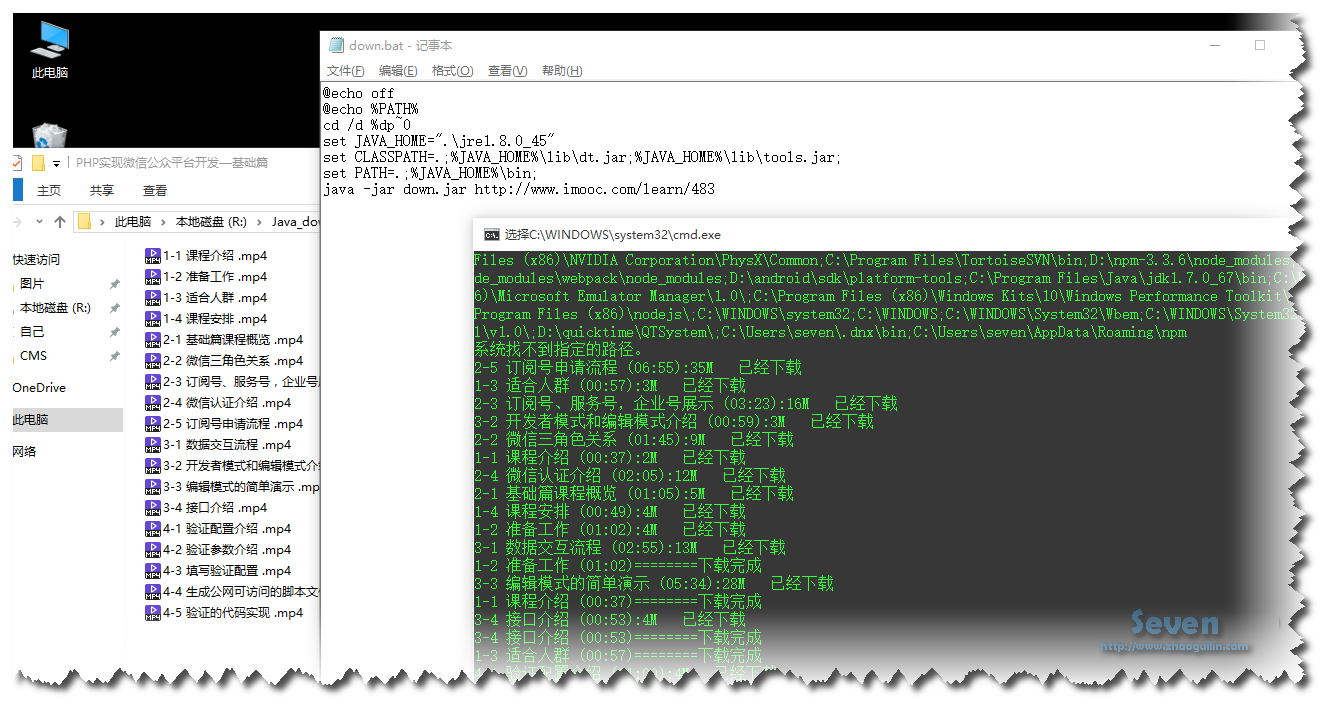 此电脑
down.bat - 记事本
文件(F) 编辑(E) 格式(O) 查看(V) 帮助(H)
@echo off
@echo %PATH%
cd /d %dp~0
set JAVA_HOME=".\jre1.8.0_45"
set CLASSPATH=.;%JAVA_HOME%\lib\dt.jar;%JAVA_HOME%\lib\tools.jar;
set PATH=.;%JAVA_HOME%\bin;
java -jar down.jar http://www.imooc.com/learn/483
PHP实现微信公众平台开发—基础篇
主页 共享 查看
此电脑 › 本地磁盘 (R:) › Java_dow
快速访问
图片
本地磁盘 (R:)
自己
CMS
OneDrive
此电脑
网络
1-1 课程介绍 .mp4
1-2 准备工作 .mp4
1-3 适合人群 .mp4
1-4 课程安排 .mp4
2-1 基础篇课程概览 .mp4
2-2 微信三角色关系 .mp4
2-3 订阅号、服务号，企业号
2-4 微信认证介绍 .mp4
2-5 订阅号申请流程 .mp4
3-1 数据交互流程 .mp4
3-2 开发者模式和编辑模式介
3-3 编辑模式的简单演示 .mp
3-4 接口介绍 .mp4
4-1 验证配置介绍 .mp4
4-2 验证参数介绍 .mp4
4-3 填写验证配置 .mp4
4-4 生成公网可访问的脚本文
4-5 验证的代码实现 .mp4
选择C:\WINDOWS\system32\cmd.exe
Files (x86)\NVIDIA Corporation\PhysX\Common;C:\Program Files\TortoiseSVN\bin;D:\npm-3.3.6\node_modules
de_modules\webpack\node_modules;D:\android\sdk\platform-tools;C:\Program Files\Java\jdk1.7.0_67\bin;C:\
6)\Microsoft Emulator Manager\1.0\;C:\Program Files (x86)\Windows Kits\10\Windows Performance Toolkit\
Program Files (x86)\nodejs\;C:\WINDOWS\system32;C:\WINDOWS;C:\WINDOWS\System32\Wbem;C:\WINDOWS\System32
l\v1.0\;D:\quicktime\QTSystem\;C:\Users\seven\.dnx\bin;C:\Users\seven\AppData\Roaming\npm
系统找不到指定的路径。
2-5 订阅号申请流程 (06:55):35M 已经下载
1-3 适合人群 (00:57):3M 已经下载
2-3 订阅号、服务号，企业号展示 (03:23):16M 已经下载
3-2 开发者模式和编辑模式介绍 (00:59):3M 已经下载
2-2 微信三角色关系 (01:45):9M 已经下载
1-1 课程介绍 (00:37):2M 已经下载
2-4 微信认证介绍 (02:05):12M 已经下载
2-1 基础篇课程概览 (01:05):5M 已经下载
1-4 课程安排 (00:49):4M 已经下载
1-2 准备工作 (01:02):4M 已经下载
3-1 数据交互流程 (02:55):13M 已经下载
1-2 准备工作 (01:02)========下载完成
3-3 编辑模式的简单演示 (05:34):28M 已经下载
1-1 课程介绍 (00:37)========下载完成
3-4 接口介绍 (00:53):4M 已经下载
3-4 接口介绍 (00:53)========下载完成
1-3 适合人群 (00:57)========下载完成
Seven
http://www.zhaoguilin.com